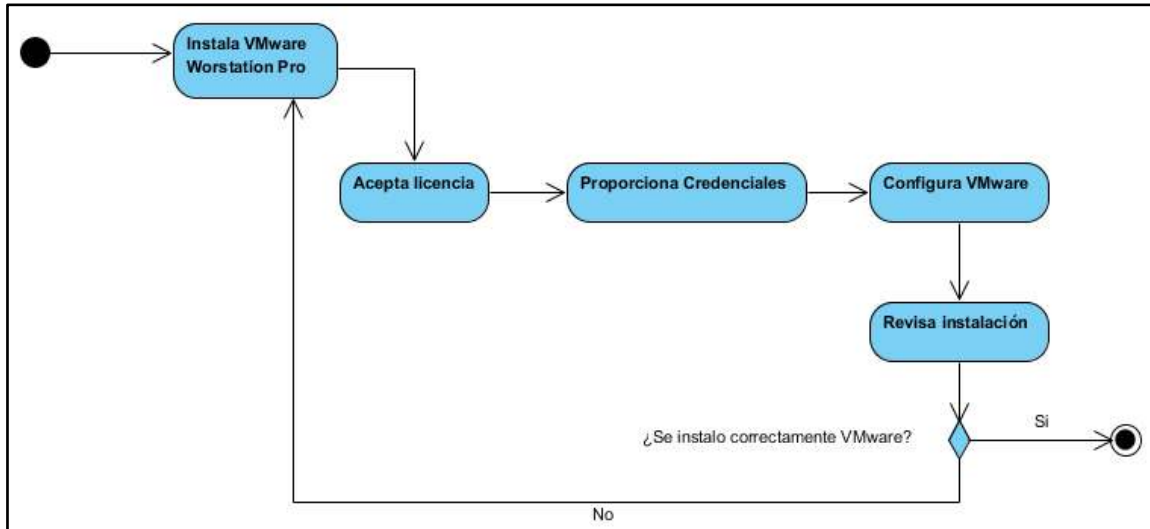 Instala VMware
Worstation Pro
Acepta licencia
Proporciona Credenciales
Configura VMware
Revisa instalación
¿Se instalo correctamente VMware?
Si
No